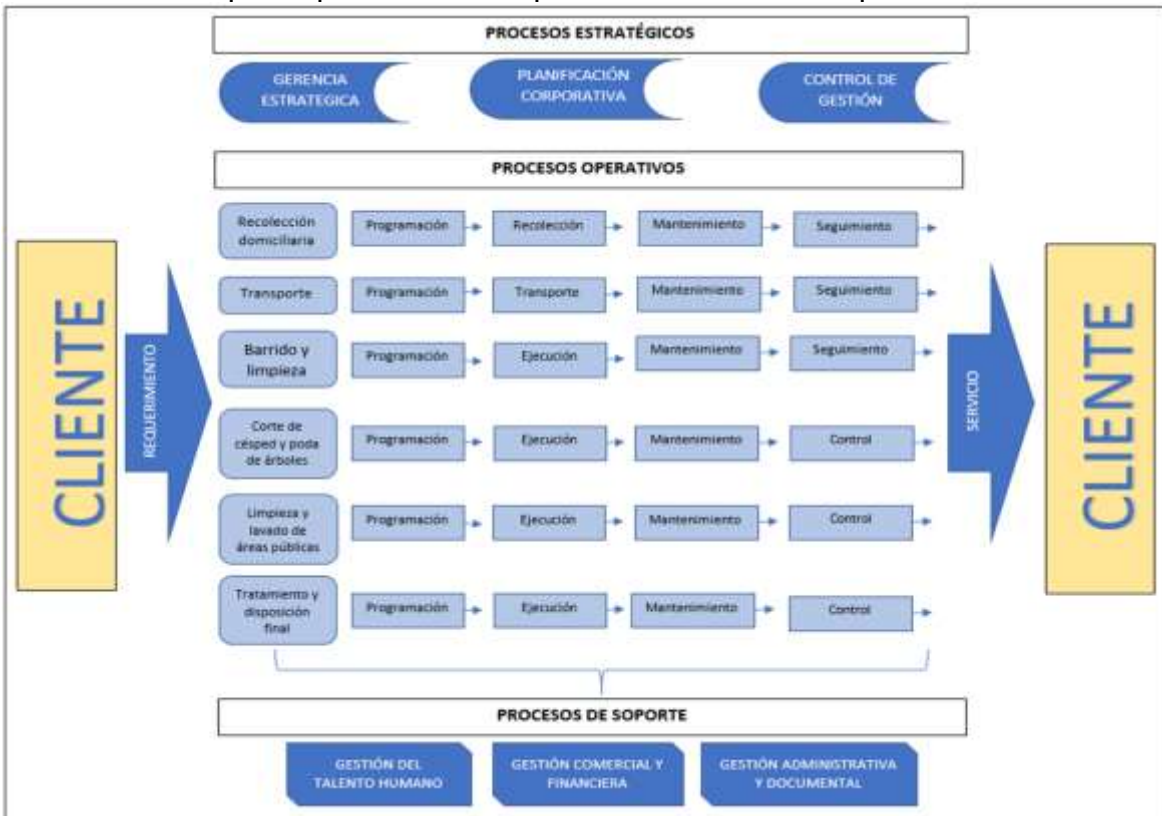 PROCESOS ESTRATÉGICOS
GERENCIA
ESTRATEGICA
PLANIFICACIÓN
CORPORATIVA
CONTROL DE
GESTIÓN
PROCESOS OPERATIVOS
CLIENTE
REQUERIMIENTO
Recolección
domiciliaria
Programación
Recolección
Mantenimiento
Seguimiento
Transporte
Programación
Transporte
Mantenimiento
Seguimiento
Barrido y
limpieza
Programación
Ejecución
Mantenimiento
Seguimiento
Corte de
césped y poda
de árboles
Programación
Ejecución
Mantenimiento
Control
Limpieza y
lavado de
áreas públicas
Programación
Ejecución
Mantenimiento
Control
Tratamiento y
disposición
final
Programación
Ejecución
Mantenimiento
Control
SERVICIO
CLIENTE
PROCESOS DE SOPORTE
GESTIÓN DEL
TALENTO HUMANO
GESTIÓN COMERCIAL Y
FINANCIERA
GESTIÓN ADMINISTRATIVA
Y DOCUMENTAL